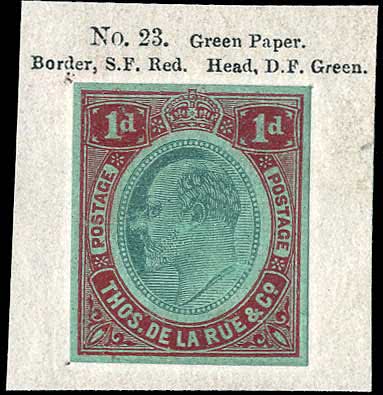 No. 23. Green Paper.
Border, S.F. Red. Head, D.F. Green.
1d 1d
POSTAGE POSTAGE
THOS. DE LA RUE & Cº